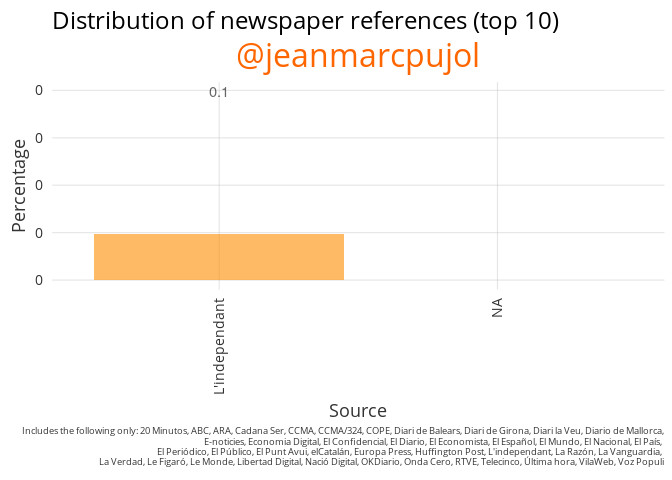 Distribution of newspaper references (top 10)
@jeanmarcpujol
0.1
0
0
0
0
0
Percentage
L'independant
NA
Source
Includes the following only: 20 Minutos, ABC, ARA, Cadana Ser, CCMA, CCMA/324, COPE, Diari de Balears, Diari de Girona, Diari la Veu, Diario de Mallorca,
E-noticies, Economia Digital, El Confidencial, El Diario, El Economista, El Español, El Mundo, El Nacional, El País,
El Periódico, El Público, El Punt Avui, elCatalán, Europa Press, Huffington Post, L'independant, La Razón, La Vanguardia,
La Verdad, Le Figaró, Le Monde, Libertad Digital, Nació Digital, OKDiario, Onda Cero, RTVE, Telecinco, Última hora, VilaWeb, Voz Populi